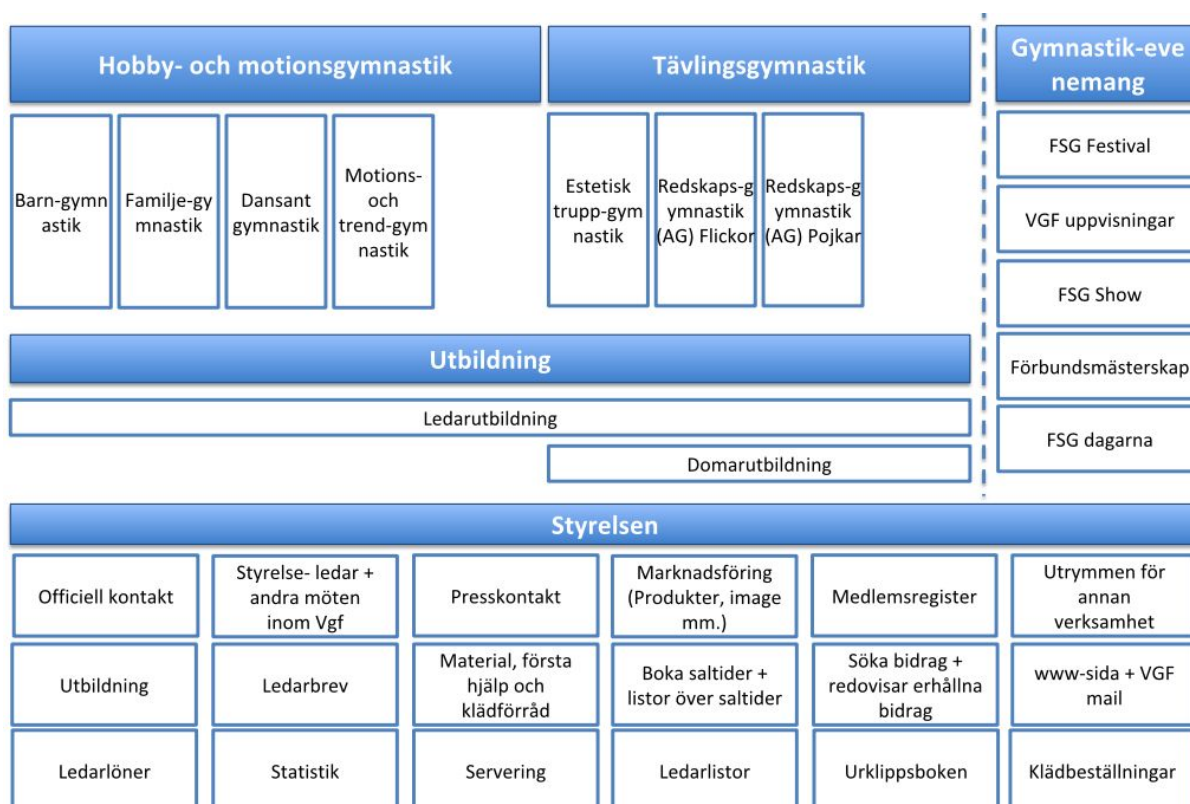 Hobby- och motionsgymnastik
Tävlingsgymnastik
Gymnastik-eve
nemang
Barn-gymn
astik
Familje-gy
mnastik
Dansant
gymnastik
Motions-
och
trend-gym
nastik
Estetisk
trupp-gym
nastik
Redskaps-g
ymnastik
(AG) Flickor
Redskaps-g
ymnastik
(AG) Pojkar
FSG Festival
VGF uppvisningar
FSG Show
Förbundsmästerskap
FSG dagarna
Utbildning
Ledarutbildning
Domarutbildning
Styrelsen
Officiell kontakt
Styrelse- ledar +
andra möten
inom Vgf
Presskontakt
Marknadsföring
(Produkter, image
mm.)
Medlemsregister
Utrymmen för
annan
verksamhet
Utbildning
Ledarbrev
Material, första
hjälp och
klädförråd
Boka saltider +
listor över saltider
Söka bidrag +
redovisar erhållna
bidrag
www-sida + VGF
mail
Ledarlöner
Statistik
Servering
Ledarlistor
Urklippsboken
Klädbeställningar